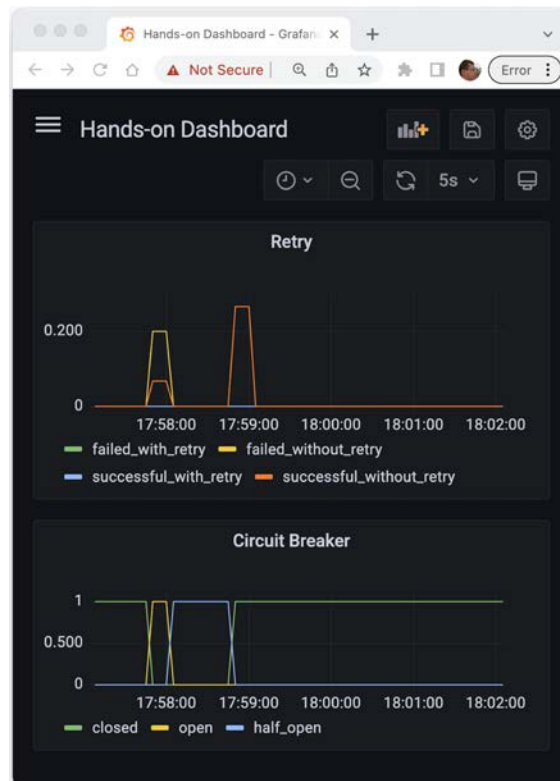 Hands-on Dashboard - Grafan
Not Secure
Error
Hands-on Dashboard
5s
Retry
0.200
0
17:58:00 17:59:00 18:00:00 18:01:00 18:02:00
failed_with_retry failed_without_retry
successful_with_retry successful_without_retry
Circuit Breaker
1
0.500
0
17:58:00 17:59:00 18:00:00 18:01:00 18:02:00
closed open half_open